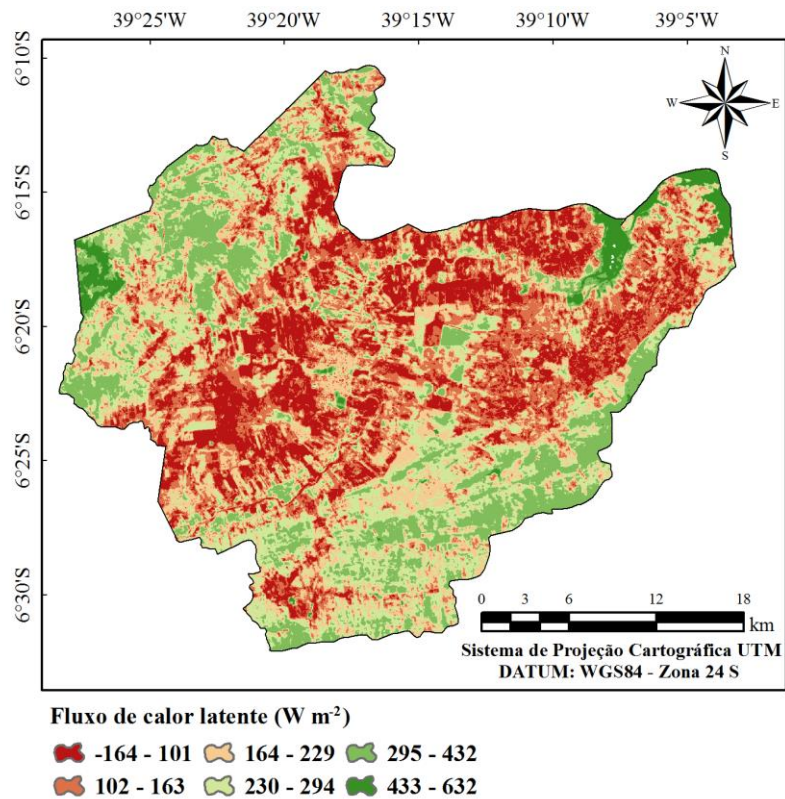 39°25'W 39°20'W 39°15'W 39°10'W 39°5'W
6°10'S
6°15'S
6°20'S
6°25'S
6°30'S
N
W E
S
0 3 6 12 18
km
Sistema de Projeção Cartográfica UTM
DATUM: WGS84 - Zona 24 S
Fluxo de calor latente (W m⁻²)
-164 - 101 164 - 229 295 - 432
102 - 163 230 - 294 433 - 632